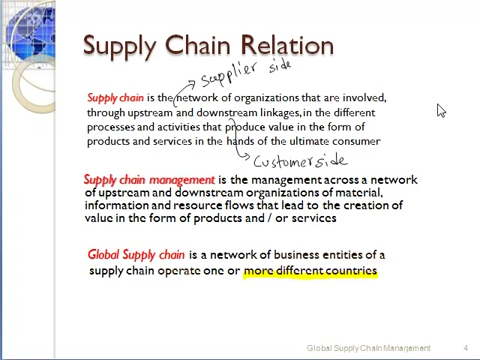 Supply Chain Relation
supplier side
Supply chain is the network of organizations that are involved,
through upstream and downstream linkages, in the different
processes and activities that produce value in the form of
products and services in the hands of the ultimate consumer
Customer side
Supply chain management is the management across a network
of upstream and downstream organizations of material,
information and resource flows that lead to the creation of
value in the form of products and / or services
Global Supply chain is a network of business entities of a
supply chain operate one or more different countries
Global Supply Chain Management 4